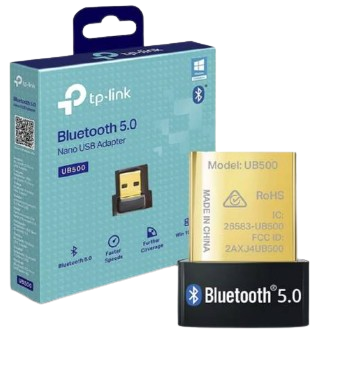 tp-link
Bluetooth 5.0
Nano USB Adapter
UB500
Bluetooth 5.0
Faster
Speeds
Further
Coverage
Model: UB500
RoHS
MADE IN CHINA
IC:
26583-UB500
FCC ID:
2AXJ4UB500
Bluetooth® 5.0